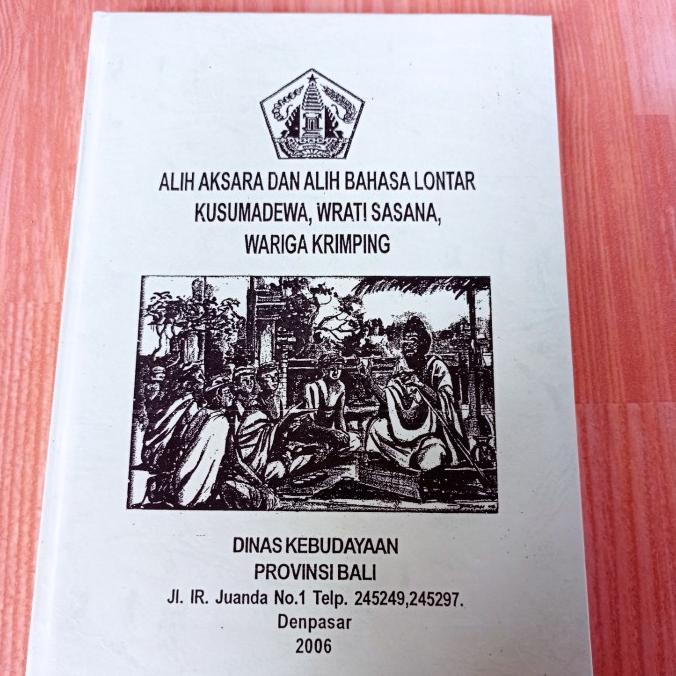 ALIH AKSARA DAN ALIH BAHASA LONTAR
KUSUMADEWA, WRATI SASANA,
WARIGA KRIMPING
DINAS KEBUDAYAAN
PROVINSI BALI
Jl. IR. Juanda No.1 Telp. 245249,245297.
Denpasar
2006